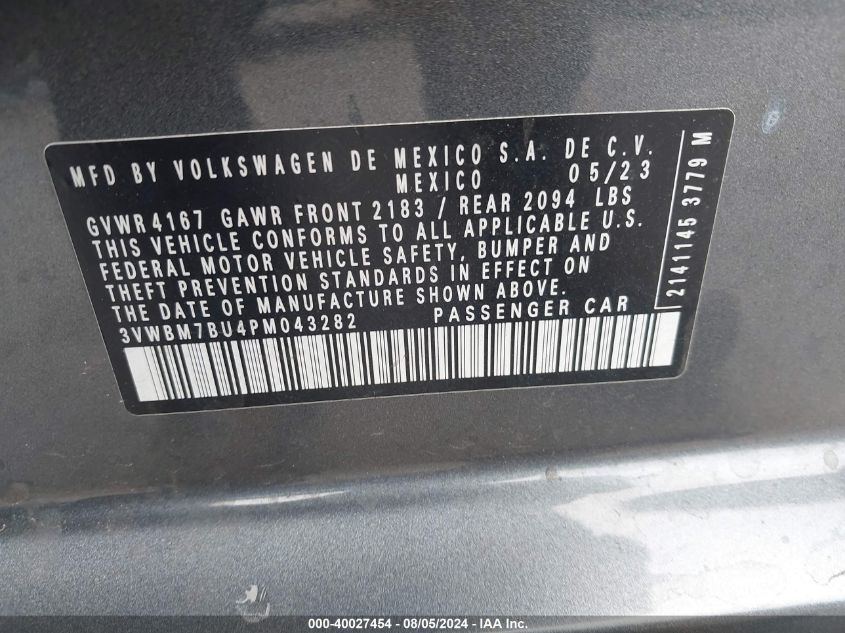 MFD BY VOLKSWAGEN DE MEXICO S.A. DE C.V.
MEXICO 05/23
GVWR 4167 GAWR FRONT 2183 / REAR 2094 LBS
THIS VEHICLE CONFORMS TO ALL APPLICABLE U.S.
FEDERAL MOTOR VEHICLE SAFETY, BUMPER AND
THEFT PREVENTION STANDARDS IN EFFECT ON
THE DATE OF MANUFACTURE SHOWN ABOVE.
3VWBM7BU4PM043282 PASSENGER CAR
2141145 3779 M
000-40027454 - 08/05/2024 - IAA Inc.